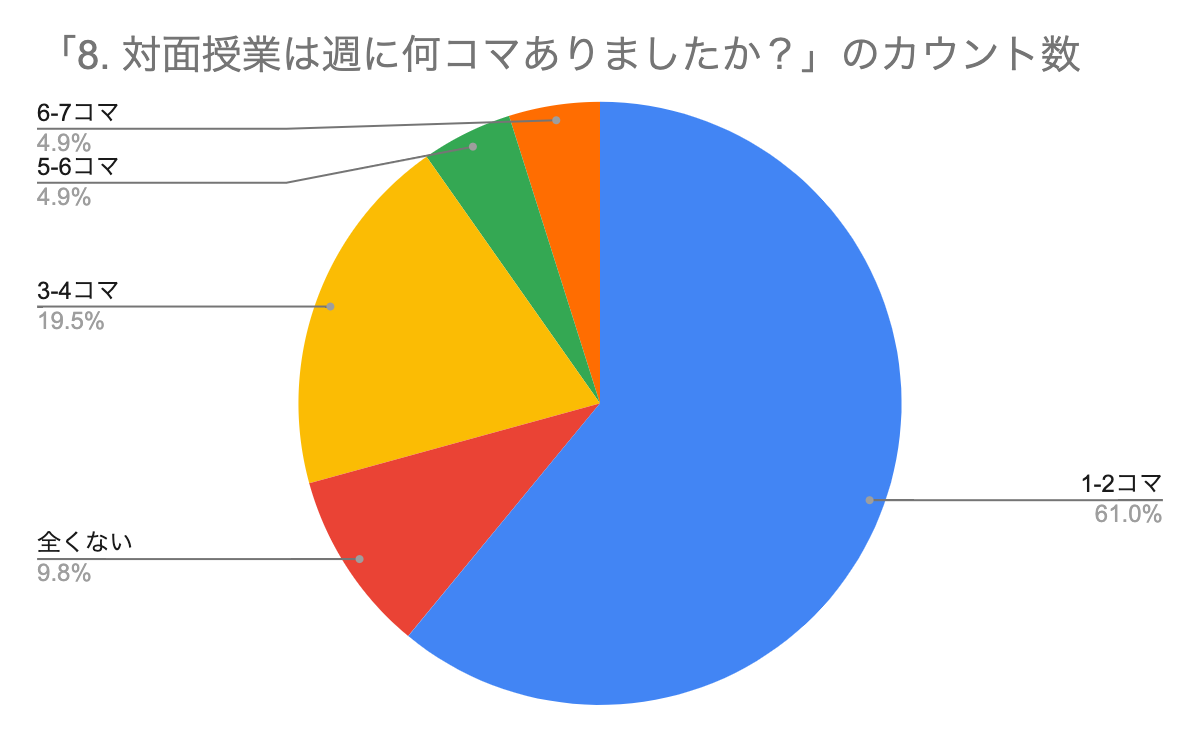 「8. 対面授業は週に何コマありましたか？」のカウント数
6-7コマ
4.9%
5-6コマ
4.9%
3-4コマ
19.5%
1-2コマ
61.0%
全くない
9.8%